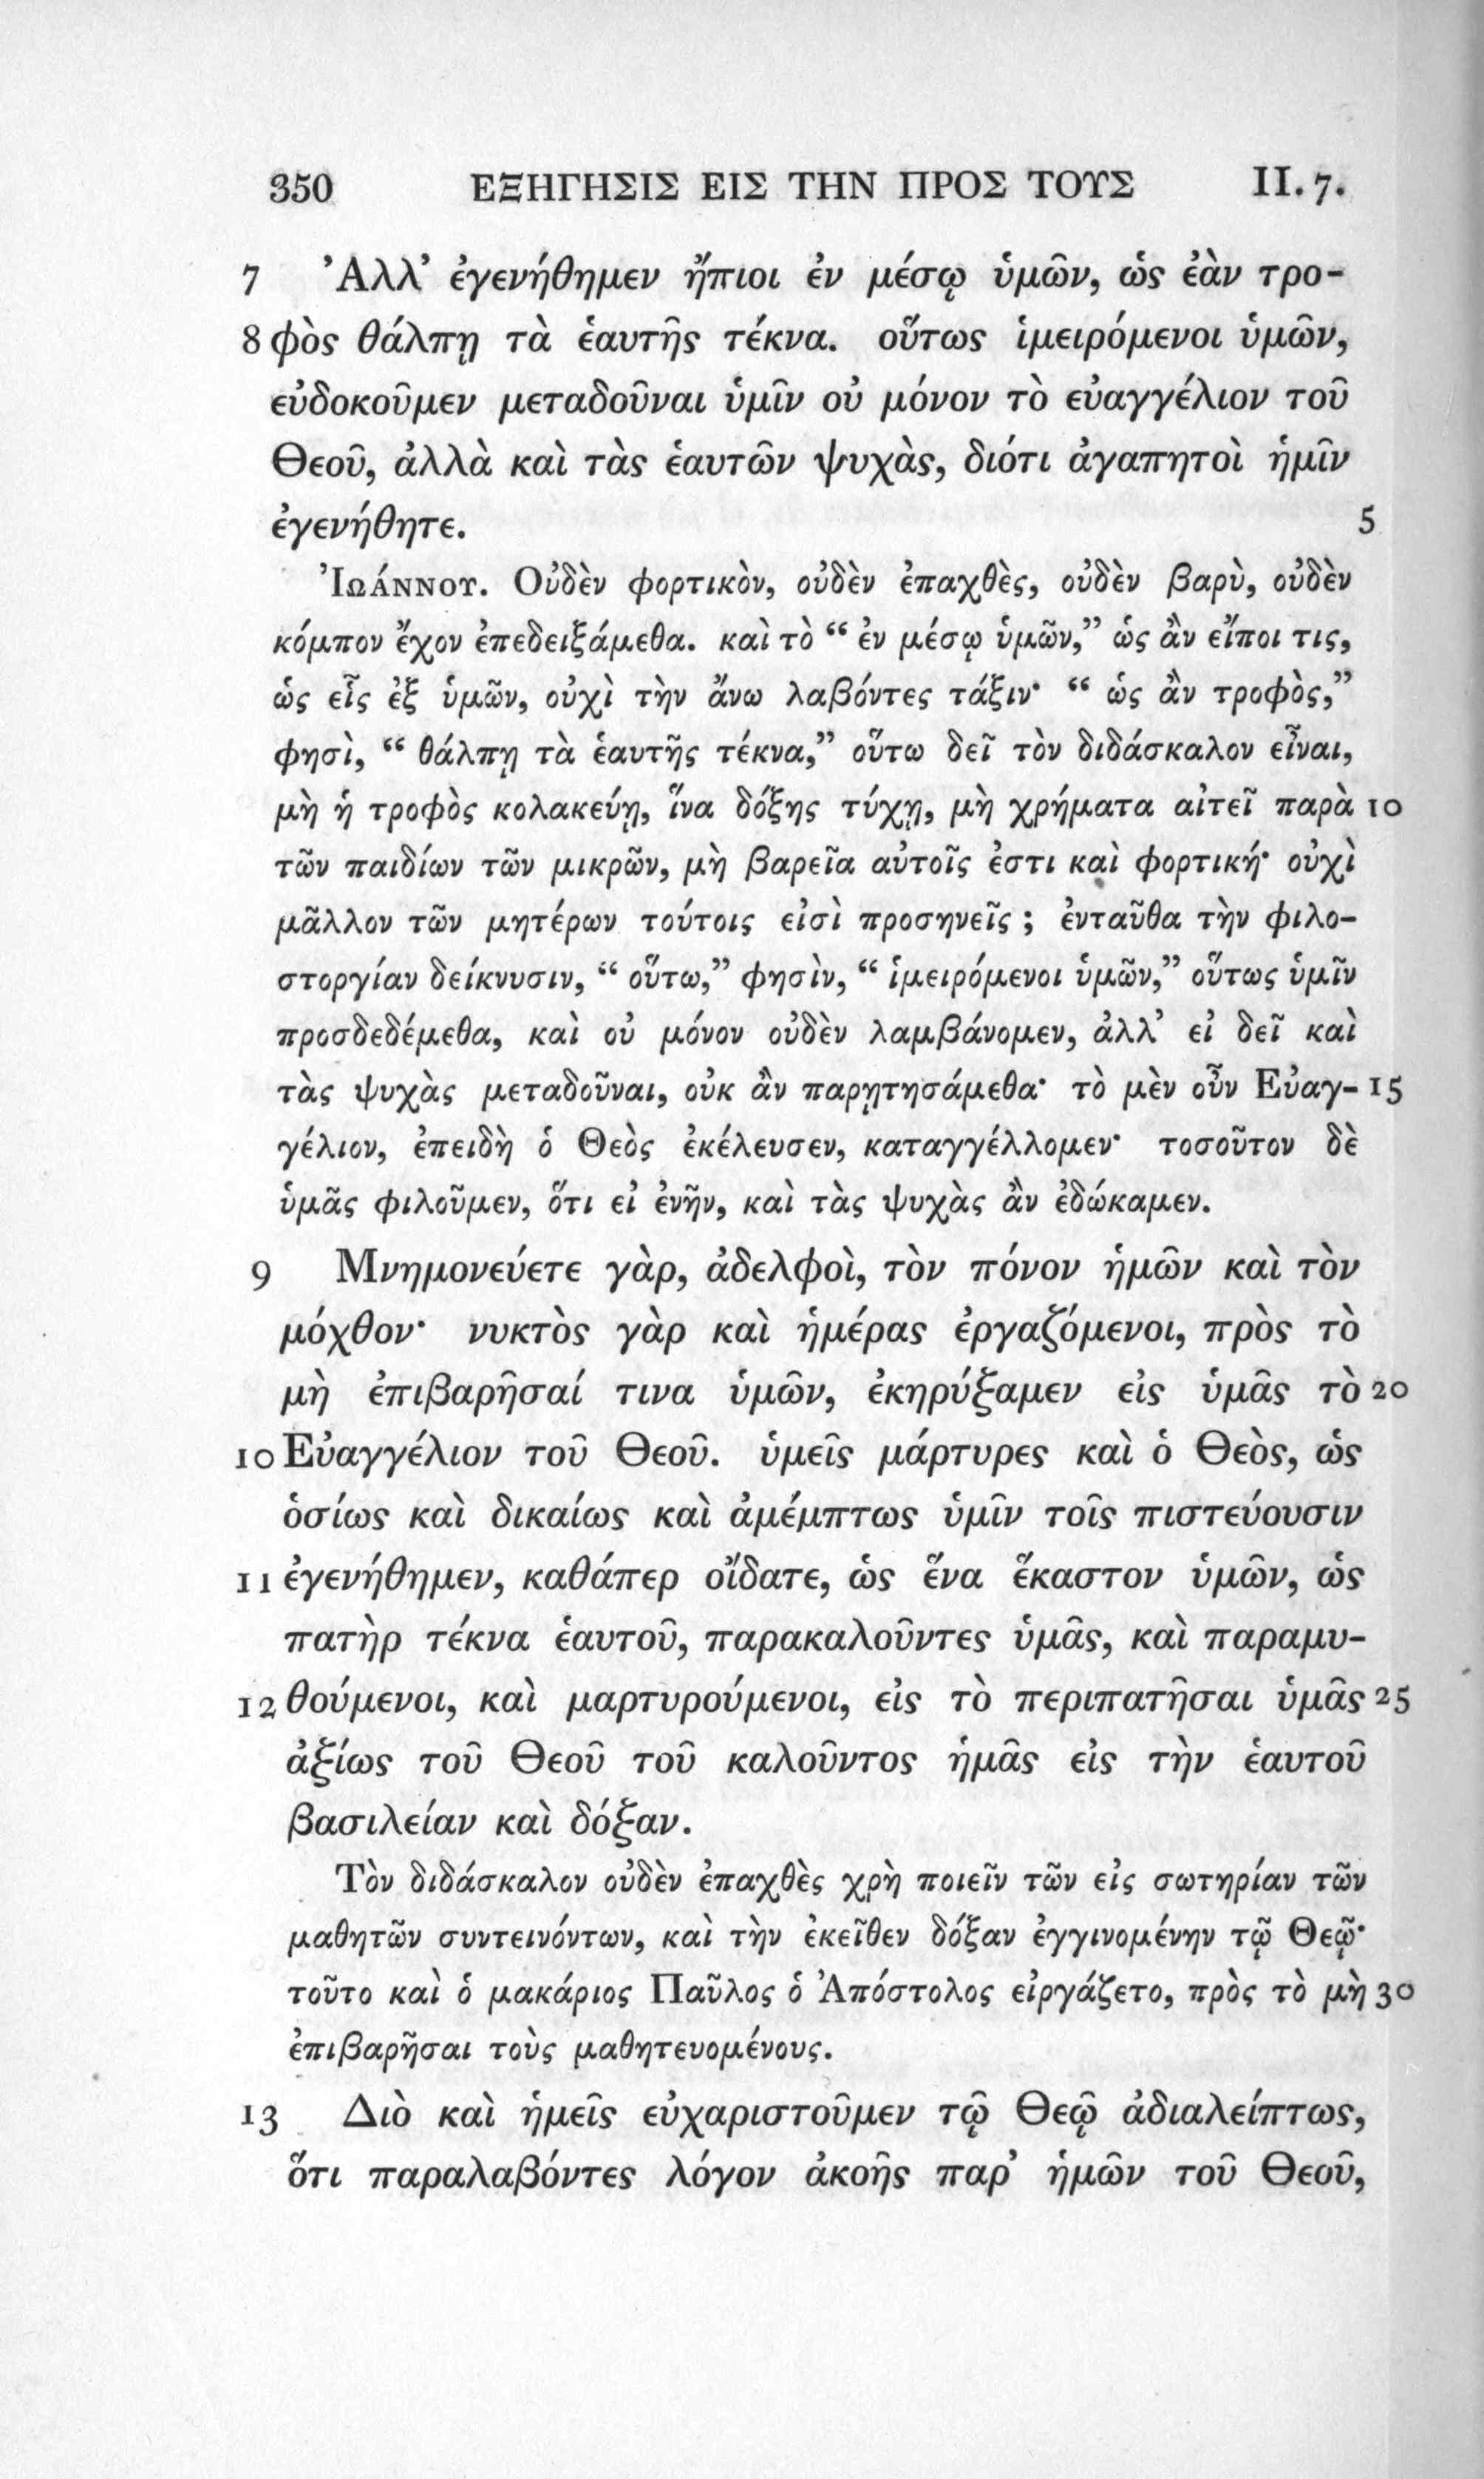 350 ΕΞΗΓΗΣΙΣ ΕΙΣ ΤΗΝ ΠΡΟΣ ΤΟΥΣ II. 7.
7 Ἀλλ’ ἐγενήθημεν ἤπιοι ἐν μέσῳ ὑμῶν, ὡς ἐὰν τρο-
8 φὸς θάλπῃ τὰ ἑαυτῆς τέκνα. οὕτως ἱμειρόμενοι ὑμῶν,
εὐδοκοῦμεν μεταδοῦναι ὑμῖν οὐ μόνον τὸ εὐαγγέλιον τοῦ
Θεοῦ, ἀλλὰ καὶ τὰς ἑαυτῶν ψυχὰς, διότι ἀγαπητοὶ ἡμῖν
ἐγενήθητε. 5
Ἰωάννου. Οὐδὲν φορτικὸν, οὐδὲν ἐπαχθὲς, οὐδὲν βαρὺ, οὐδὲν
κόμπον ἔχον ἐπεδειξάμεθα. καὶ τὸ “ ἐν μέσῳ ὑμῶν,” ὡς ἂν εἴποι τις,
ὡς εἷς ἐξ ὑμῶν, οὐχὶ τὴν ἄνω λαβόντες τάξιν· “ ὡς ἂν τροφὸς,”
φησὶ, “ θάλπῃ τὰ ἑαυτῆς τέκνα,” οὕτω δεῖ τὸν διδάσκαλον εἶναι,
μὴ ἡ τροφὸς κολακεύῃ, ἵνα δόξης τύχῃ, μὴ χρήματα αἰτεῖ παρὰ 10
τῶν παιδίων τῶν μικρῶν, μὴ βαρεῖα αὐτοῖς ἐστι καὶ φορτική· οὐχὶ
μᾶλλον τῶν μητέρων τούτοις εἰσὶ προσηνεῖς ; ἐνταῦθα τὴν φιλο-
στοργίαν δείκνυσιν, “ οὕτω,” φησὶν, “ ἱμειρόμενοι ὑμῶν,” οὕτως ὑμῖν
προσδεδέμεθα, καὶ οὐ μόνον οὐδὲν λαμβάνομεν, ἀλλ’ εἰ δεῖ καὶ
τὰς ψυχὰς μεταδοῦναι, οὐκ ἂν παρῃτησάμεθα· τὸ μὲν οὖν Εὐαγ- 15
γέλιον, ἐπειδὴ ὁ Θεὸς ἐκέλευσεν, καταγγέλλομεν· τοσοῦτον δὲ
ὑμᾶς φιλοῦμεν, ὅτι εἰ ἐνῆν, καὶ τὰς ψυχὰς ἂν ἐδώκαμεν.
9 Μνημονεύετε γὰρ, ἀδελφοὶ, τὸν πόνον ἡμῶν καὶ τὸν
μόχθον· νυκτὸς γὰρ καὶ ἡμέρας ἐργαζόμενοι, πρὸς τὸ
μὴ ἐπιβαρῆσαί τινα ὑμῶν, ἐκηρύξαμεν εἰς ὑμᾶς τὸ 20
10 Εὐαγγέλιον τοῦ Θεοῦ. ὑμεῖς μάρτυρες καὶ ὁ Θεὸς, ὡς
ὁσίως καὶ δικαίως καὶ ἀμέμπτως ὑμῖν τοῖς πιστεύουσιν
11 ἐγενήθημεν, καθάπερ οἴδατε, ὡς ἕνα ἕκαστον ὑμῶν, ὡς
πατὴρ τέκνα ἑαυτοῦ, παρακαλοῦντες ὑμᾶς, καὶ παραμυ-
12 θούμενοι, καὶ μαρτυρούμενοι, εἰς τὸ περιπατῆσαι ὑμᾶς 25
ἀξίως τοῦ Θεοῦ τοῦ καλοῦντος ἡμᾶς εἰς τὴν ἑαυτοῦ
βασιλείαν καὶ δόξαν.
Τὸν διδάσκαλον οὐδὲν ἐπαχθὲς χρὴ ποιεῖν τῶν εἰς σωτηρίαν τῶν
μαθητῶν συντεινόντων, καὶ τὴν ἐκεῖθεν δόξαν ἐγγινομένην τῷ Θεῷ·
τοῦτο καὶ ὁ μακάριος Παῦλος ὁ Ἀπόστολος εἰργάζετο, πρὸς τὸ μὴ 30
ἐπιβαρῆσαι τοὺς μαθητευομένους.
13 Διὸ καὶ ἡμεῖς εὐχαριστοῦμεν τῷ Θεῷ ἀδιαλείπτως,
ὅτι παραλαβόντες λόγον ἀκοῆς παρ’ ἡμῶν τοῦ Θεοῦ,